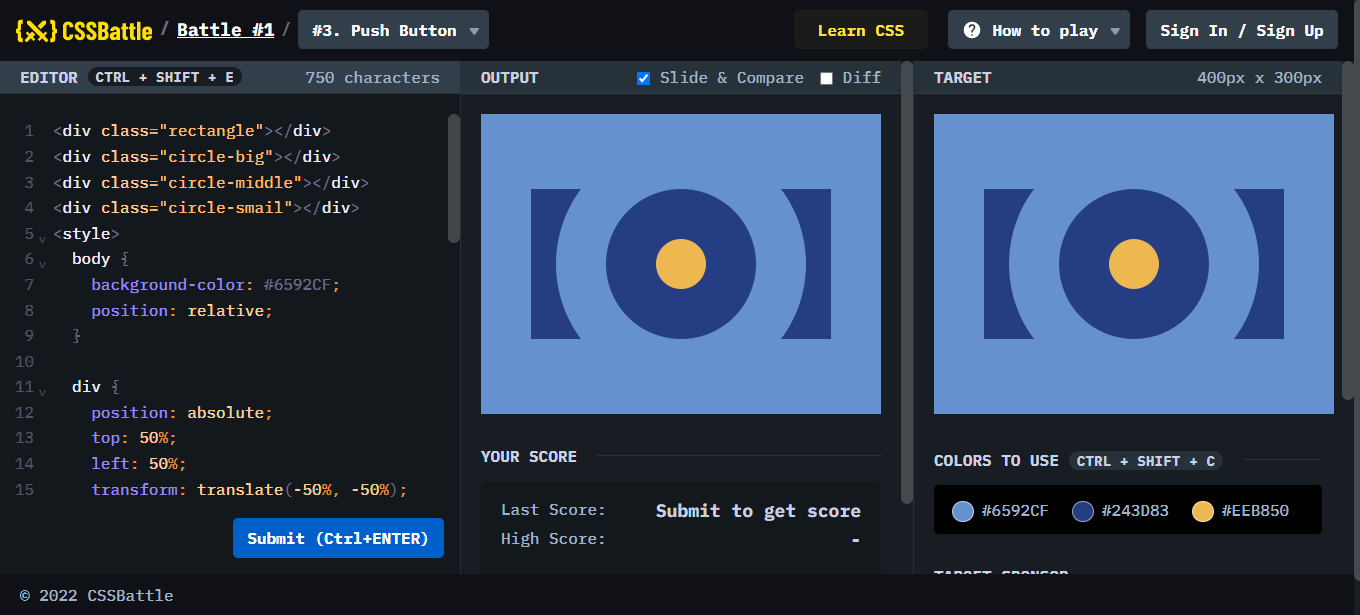 {X} CSSBattle / Battle #1 / #3. Push Button
Learn CSS
How to play
Sign In / Sign Up
EDITOR CTRL + SHIFT + E 750 characters
1 <div class="rectangle"></div>
2 <div class="circle-big"></div>
3 <div class="circle-middle"></div>
4 <div class="circle-smail"></div>
5 <style>
6 body {
7 background-color: #6592CF;
8 position: relative;
9 }
10
11 div {
12 position: absolute;
13 top: 50%;
14 left: 50%;
15 transform: translate(-50%, -50%);
Submit (Ctrl+ENTER)
OUTPUT Slide & Compare Diff
YOUR SCORE
Last Score: Submit to get score
High Score: -
TARGET 400px x 300px
COLORS TO USE CTRL + SHIFT + C
#6592CF #243D83 #EEB850
TARGET SPONSOR
© 2022 CSSBattle